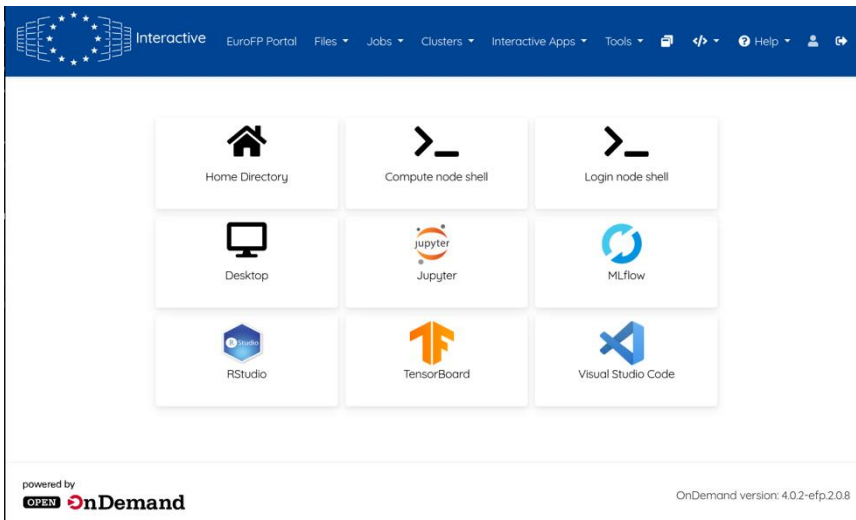 Interactive EuroFP Portal Files Jobs Clusters Interactive Apps Tools </> Help
Home Directory Compute node shell Login node shell
jupyter
Desktop Jupyter MLflow
R Studio
RStudio TensorBoard Visual Studio Code
powered by
OPEN OnDemand
OnDemand version: 4.0.2-efp.2.0.8